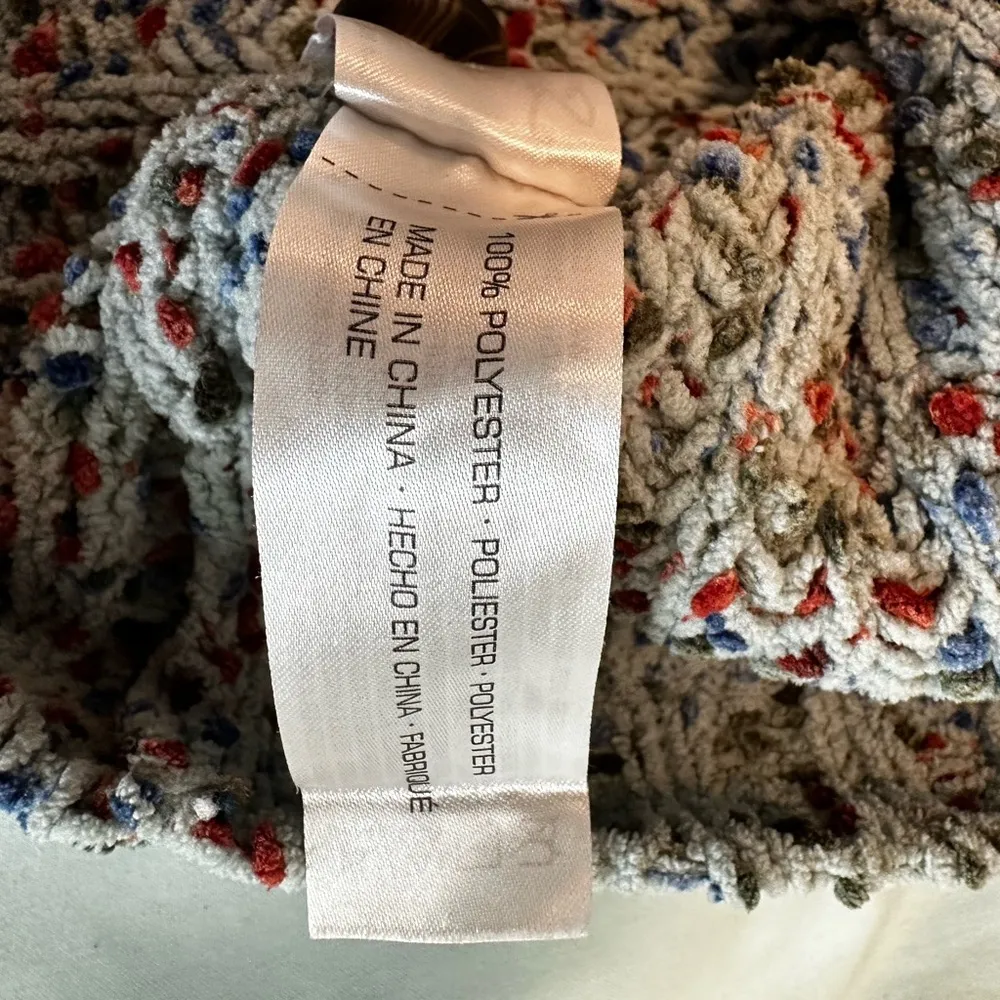 100% POLYESTER · POLIESTER · POLYESTER
MADE IN CHINA · HECHO EN CHINA · FABRIQUÉ
EN CHINE